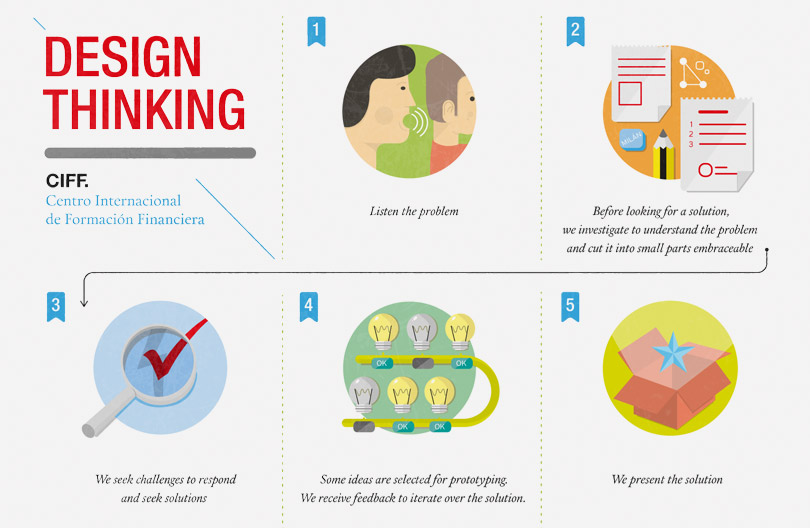 DESIGN
THINKING
CIFF.
Centro Internacional
de Formación Financiera
1
Listen the problem
2
1
2
3
MILÁN
Before looking for a solution,
we investigate to understand the problem
and cut it into small parts embraceable
3
We seek challenges to respond
and seek solutions
4
OK
OK
OK
OK
Some ideas are selected for prototyping.
We receive feedback to iterate over the solution.
5
We present the solution